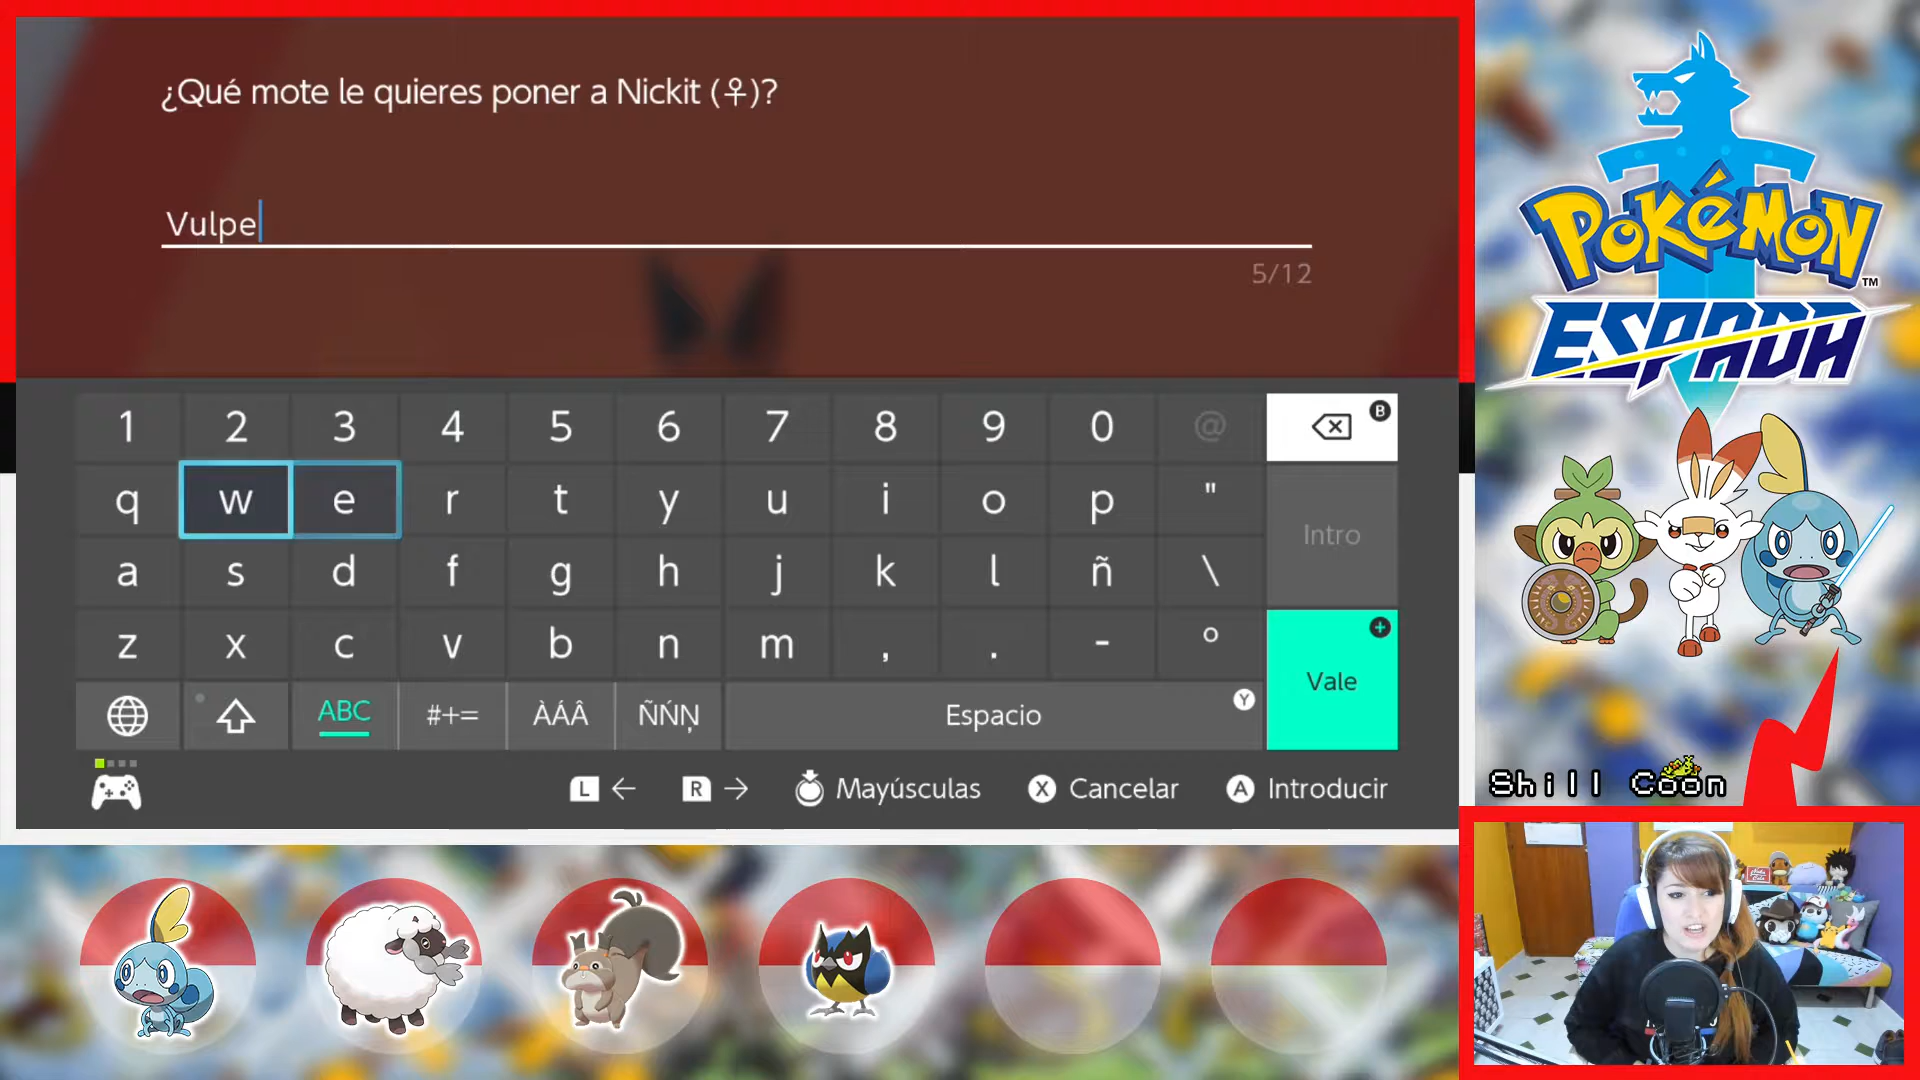 ¿Qué mote le quieres poner a Nickit (♀)?
Vulpe
5/12
1 2 3 4 5 6 7 8 9 0 @ B
q w e r t y u i o p " Intro
a s d f g h j k l ñ \
z x c v b n m , . - º + Vale
ABC #+= ÀÁÂ ÑŃŅ Espacio Y
L ← R → Mayúsculas X Cancelar A Introducir
POKéMON™
ESPADA
Shill Coon